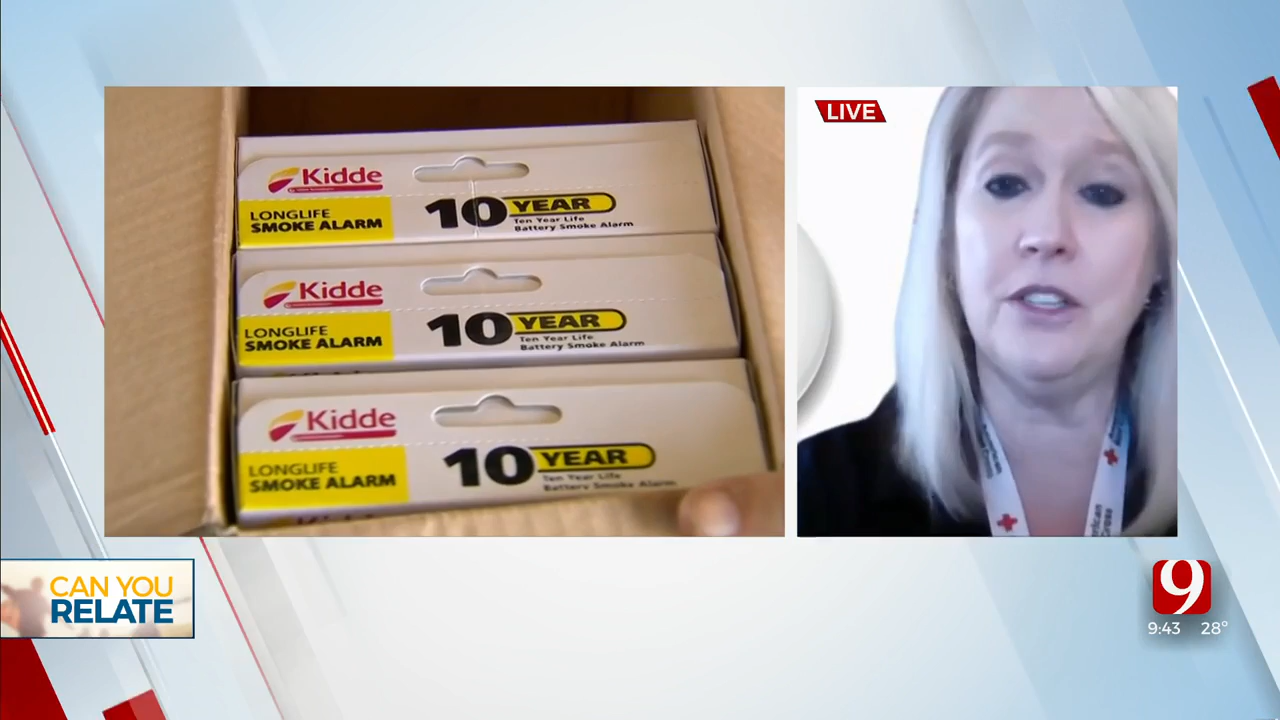 Kidde
LONGLIFE
SMOKE ALARM
10 YEAR
Ten Year Life
Battery Smoke Alarm
Kidde
LONGLIFE
SMOKE ALARM
10 YEAR
Ten Year Life
Battery Smoke Alarm
Kidde
LONGLIFE
SMOKE ALARM
10 YEAR
Ten Year Life
Battery Smoke Alarm
LIVE
CAN YOU
RELATE
9
9:43 28°